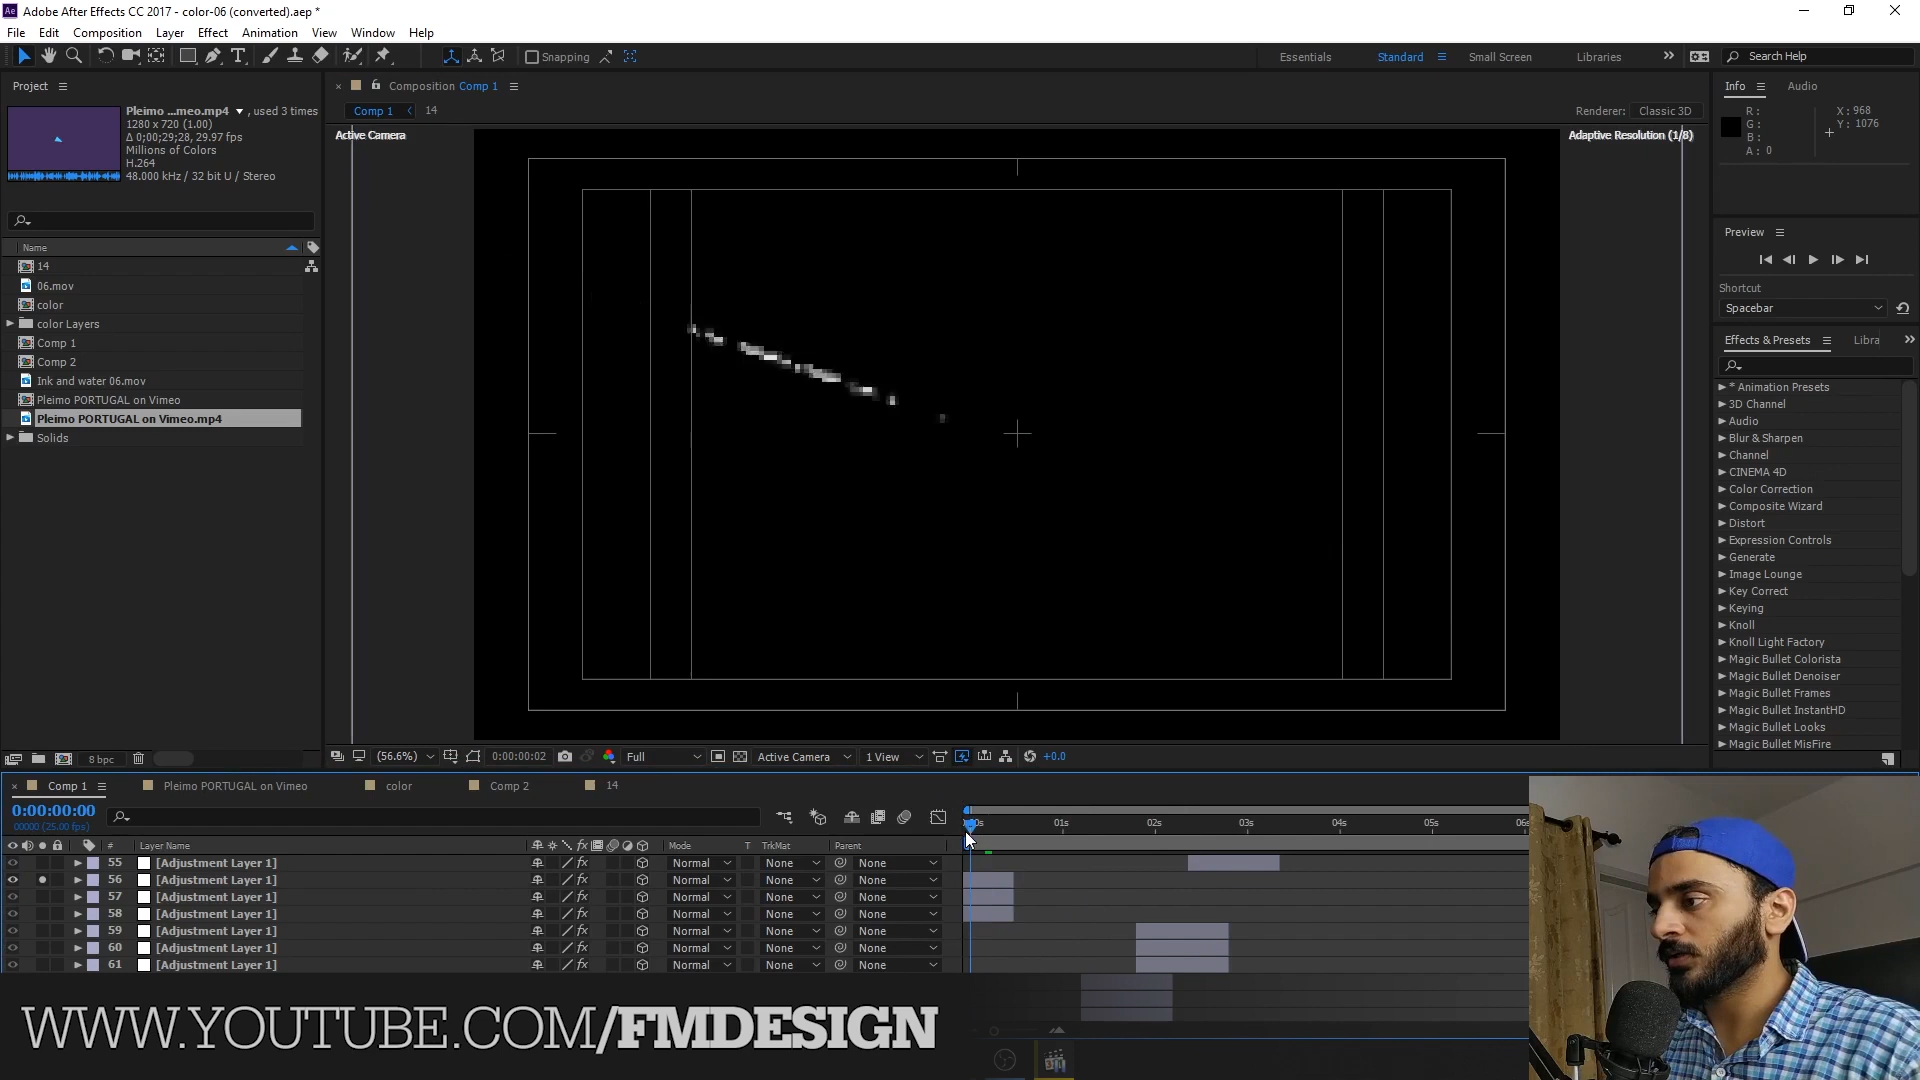 Adobe After Effects CC 2017 - color-06 (converted).aep *
File Edit Composition Layer Effect Animation View Window Help
Snapping
Essentials Standard Small Screen Libraries Search Help
Project
Pleimo ...meo.mp4 , used 3 times
1280 x 720 (1.00)
Δ 0;00;29;28, 29.97 fps
Millions of Colors
H.264
48.000 kHz / 32 bit U / Stereo
Name
14
06.mov
color
color Layers
Comp 1
Comp 2
Ink and water 06.mov
Pleimo PORTUGAL on Vimeo
Pleimo PORTUGAL on Vimeo.mp4
Solids
8 bpc
Composition Comp 1
Comp 1 14
Renderer: Classic 3D
Active Camera
Adaptive Resolution (1/8)
(56.6%) 0:00:00:02 Full Active Camera 1 View +0.0
Info Audio
R:
G:
B:
A: 0
X: 968
Y: 1076
Preview
Shortcut
Spacebar
Effects & Presets Libra
* Animation Presets
3D Channel
Audio
Blur & Sharpen
Channel
CINEMA 4D
Color Correction
Composite Wizard
Distort
Expression Controls
Generate
Image Lounge
Key Correct
Keying
Knoll
Knoll Light Factory
Magic Bullet Colorista
Magic Bullet Denoiser
Magic Bullet Frames
Magic Bullet InstantHD
Magic Bullet Looks
Magic Bullet MisFire
Comp 1 Pleimo PORTUGAL on Vimeo color Comp 2 14
0:00:00:00
00000 (25.00 fps)
01s 02s 03s 04s 05s
# Layer Name Mode T TrkMat Parent
55 [Adjustment Layer 1] Normal None None
56 [Adjustment Layer 1] Normal None None
57 [Adjustment Layer 1] Normal None None
58 [Adjustment Layer 1] Normal None None
59 [Adjustment Layer 1] Normal None None
60 [Adjustment Layer 1] Normal None None
61 [Adjustment Layer 1] Normal None None
WWW.YOUTUBE.COM/FMDESIGN